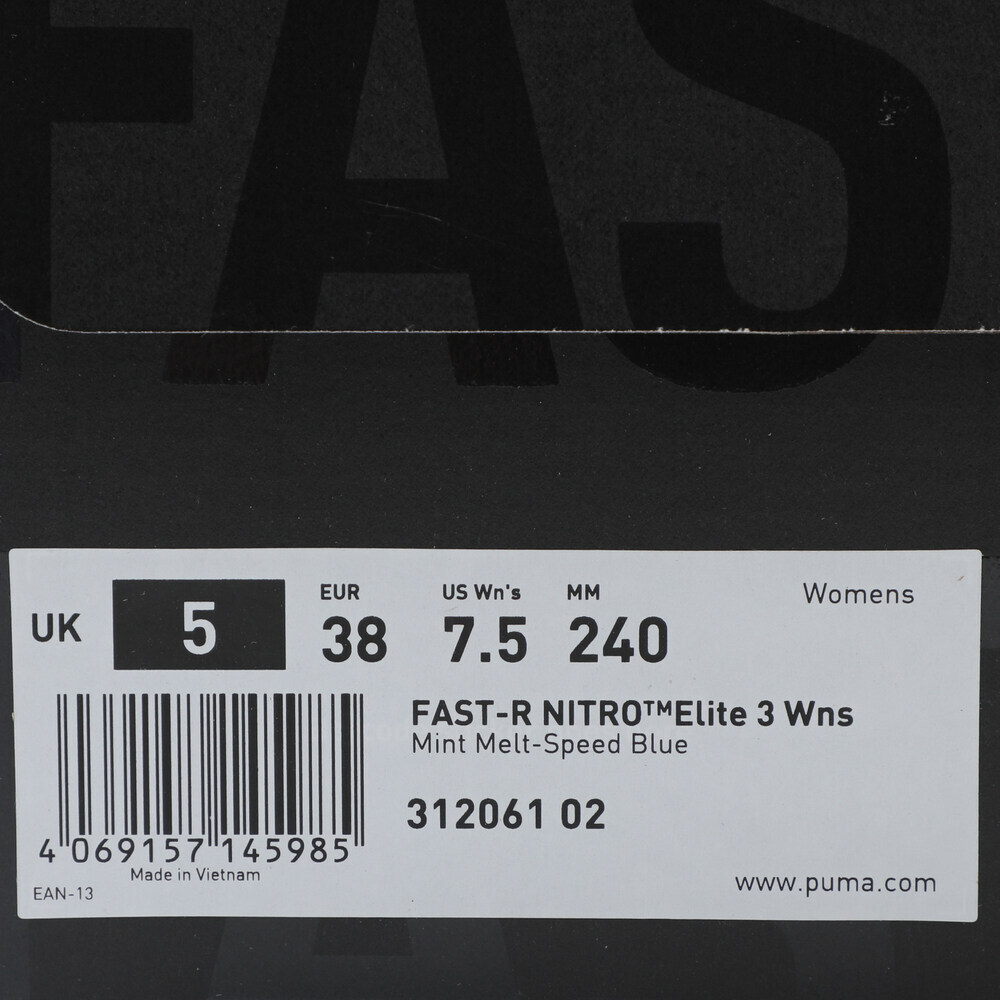 FAS
UK 5
EUR 38
US Wn's 7.5
MM 240
Womens
FAST-R NITRO™Elite 3 Wns
Mint Melt-Speed Blue
312061 02
4 069157 145985
Made in Vietnam
EAN-13
www.puma.com